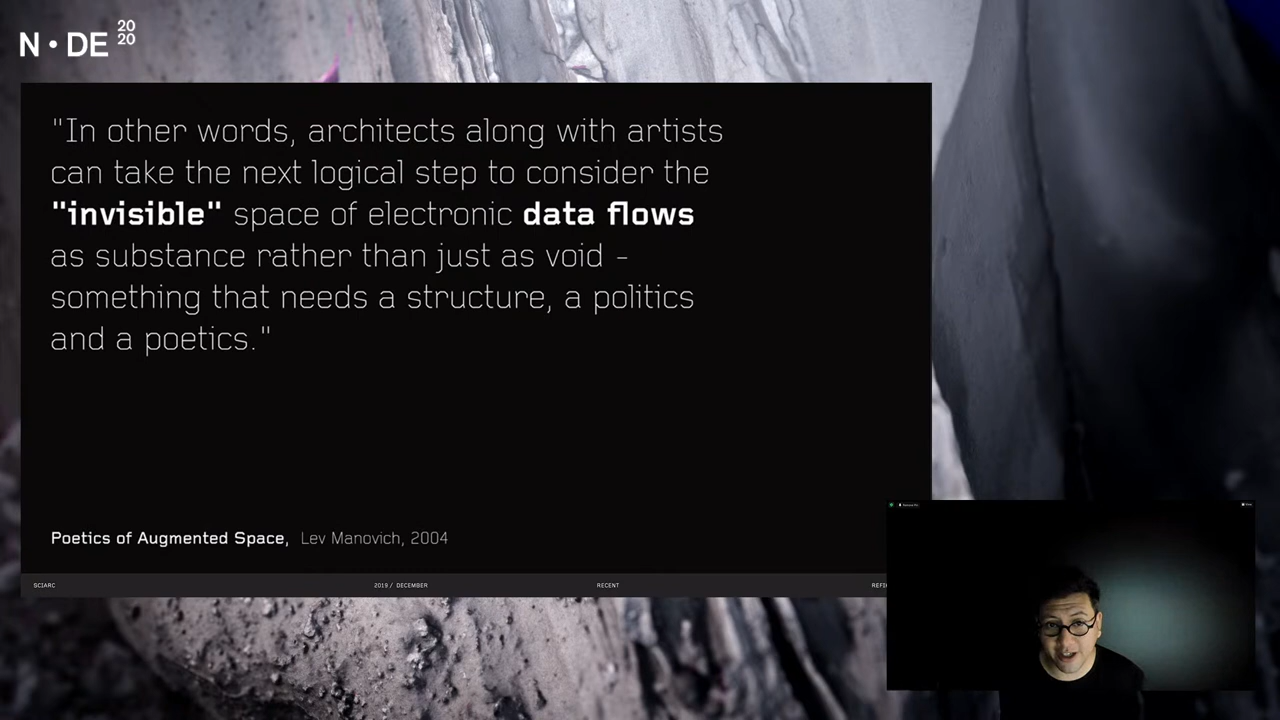 N • DE 20
20
"In other words, architects along with artists
can take the next logical step to consider the
"invisible" space of electronic data flows
as substance rather than just as void -
something that needs a structure, a politics
and a poetics."
Poetics of Augmented Space, Lev Manovich, 2004
SCIARC 2019 / DECEMBER RECENT